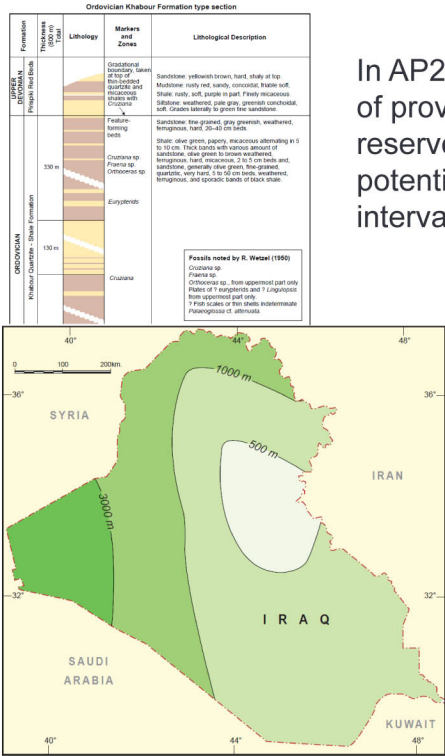 Ordovician Khabour Formation type section
Formation
Thickness
(800 m)
Total
Lithology
Markers
and
Zones
Lithological Description
UPPER
DEVONIAN
Pirispiki Red Beds
Gradational
boundary, taken
at top of
thin-bedded
quartzite and
micaceous
shales with
Cruziana
Sandstone: yellowish brown, hard, shaly at top.
Mudstone: rusty red, sandy, concoidal, friable soft.
Shale: rusty, soft, purple in part. Finely micaceous.
Siltstone: weathered, pale gray, greenish conchoidal,
soft. Grades laterally to green fine sandstone.
ORDOVICIAN
Khabour Quartzite - Shale Formation
330 m
130 m
Feature-
forming
beds
Cruziana sp.
Fraena sp.
Orthoceras sp.
Eurypterids
Cruziana
Sandstone: fine-grained, gray greenish, weathered,
ferruginous, hard, 20–40 cm beds.
Shale: olive green, papery, micaceous alternating in 5
to 10 cm. Thick bands with various amount of
sandstone, olive green to brown weathered,
ferruginous, hard, micaceous, 2 to 5 cm beds and,
sandstone, generally olive green, fine-grained,
quartzitic, very hard, 5 to 50 cm beds, weathered,
ferruginous, and sporadic bands of black shale.
Fossils noted by R. Wetzel (1950)
Cruziana sp.
Fraena sp.
Orthoceras sp., from uppermost part only
Plates of ? eurypterids and ? Lingulopsis
from uppermost part only.
? Fish scales or thin shells indeterminate
Palaeoglossa cf. attenuata.
In AP2
of prov
reserve
potenti
interva
40°
44°
48°
0 100 200km.
36°
36°
SYRIA
1000 m
500 m
IRAN
3000 m
32°
32°
I R A Q
SAUDI
ARABIA
KUWAIT
40°
44°
48°